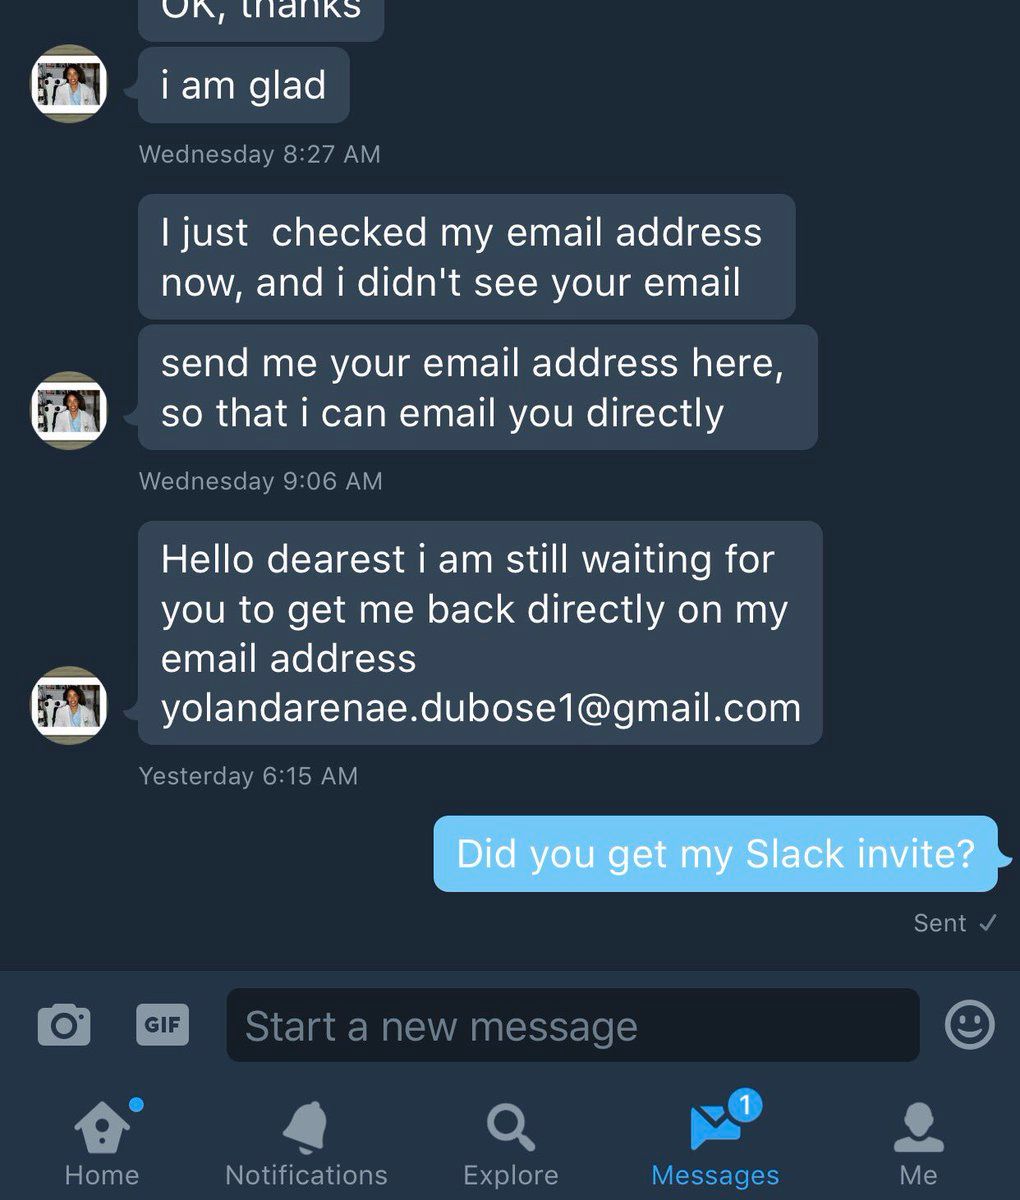 OK, thanks
i am glad
Wednesday 8:27 AM
I just  checked my email address
now, and i didn't see your email
send me your email address here,
so that i can email you directly
Wednesday 9:06 AM
Hello dearest i am still waiting for
you to get me back directly on my
email address
yolandarenae.dubose1@gmail.com
Yesterday 6:15 AM
Did you get my Slack invite?
Sent ✓
GIF
Start a new message
1
Home
Notifications
Explore
Messages
Me